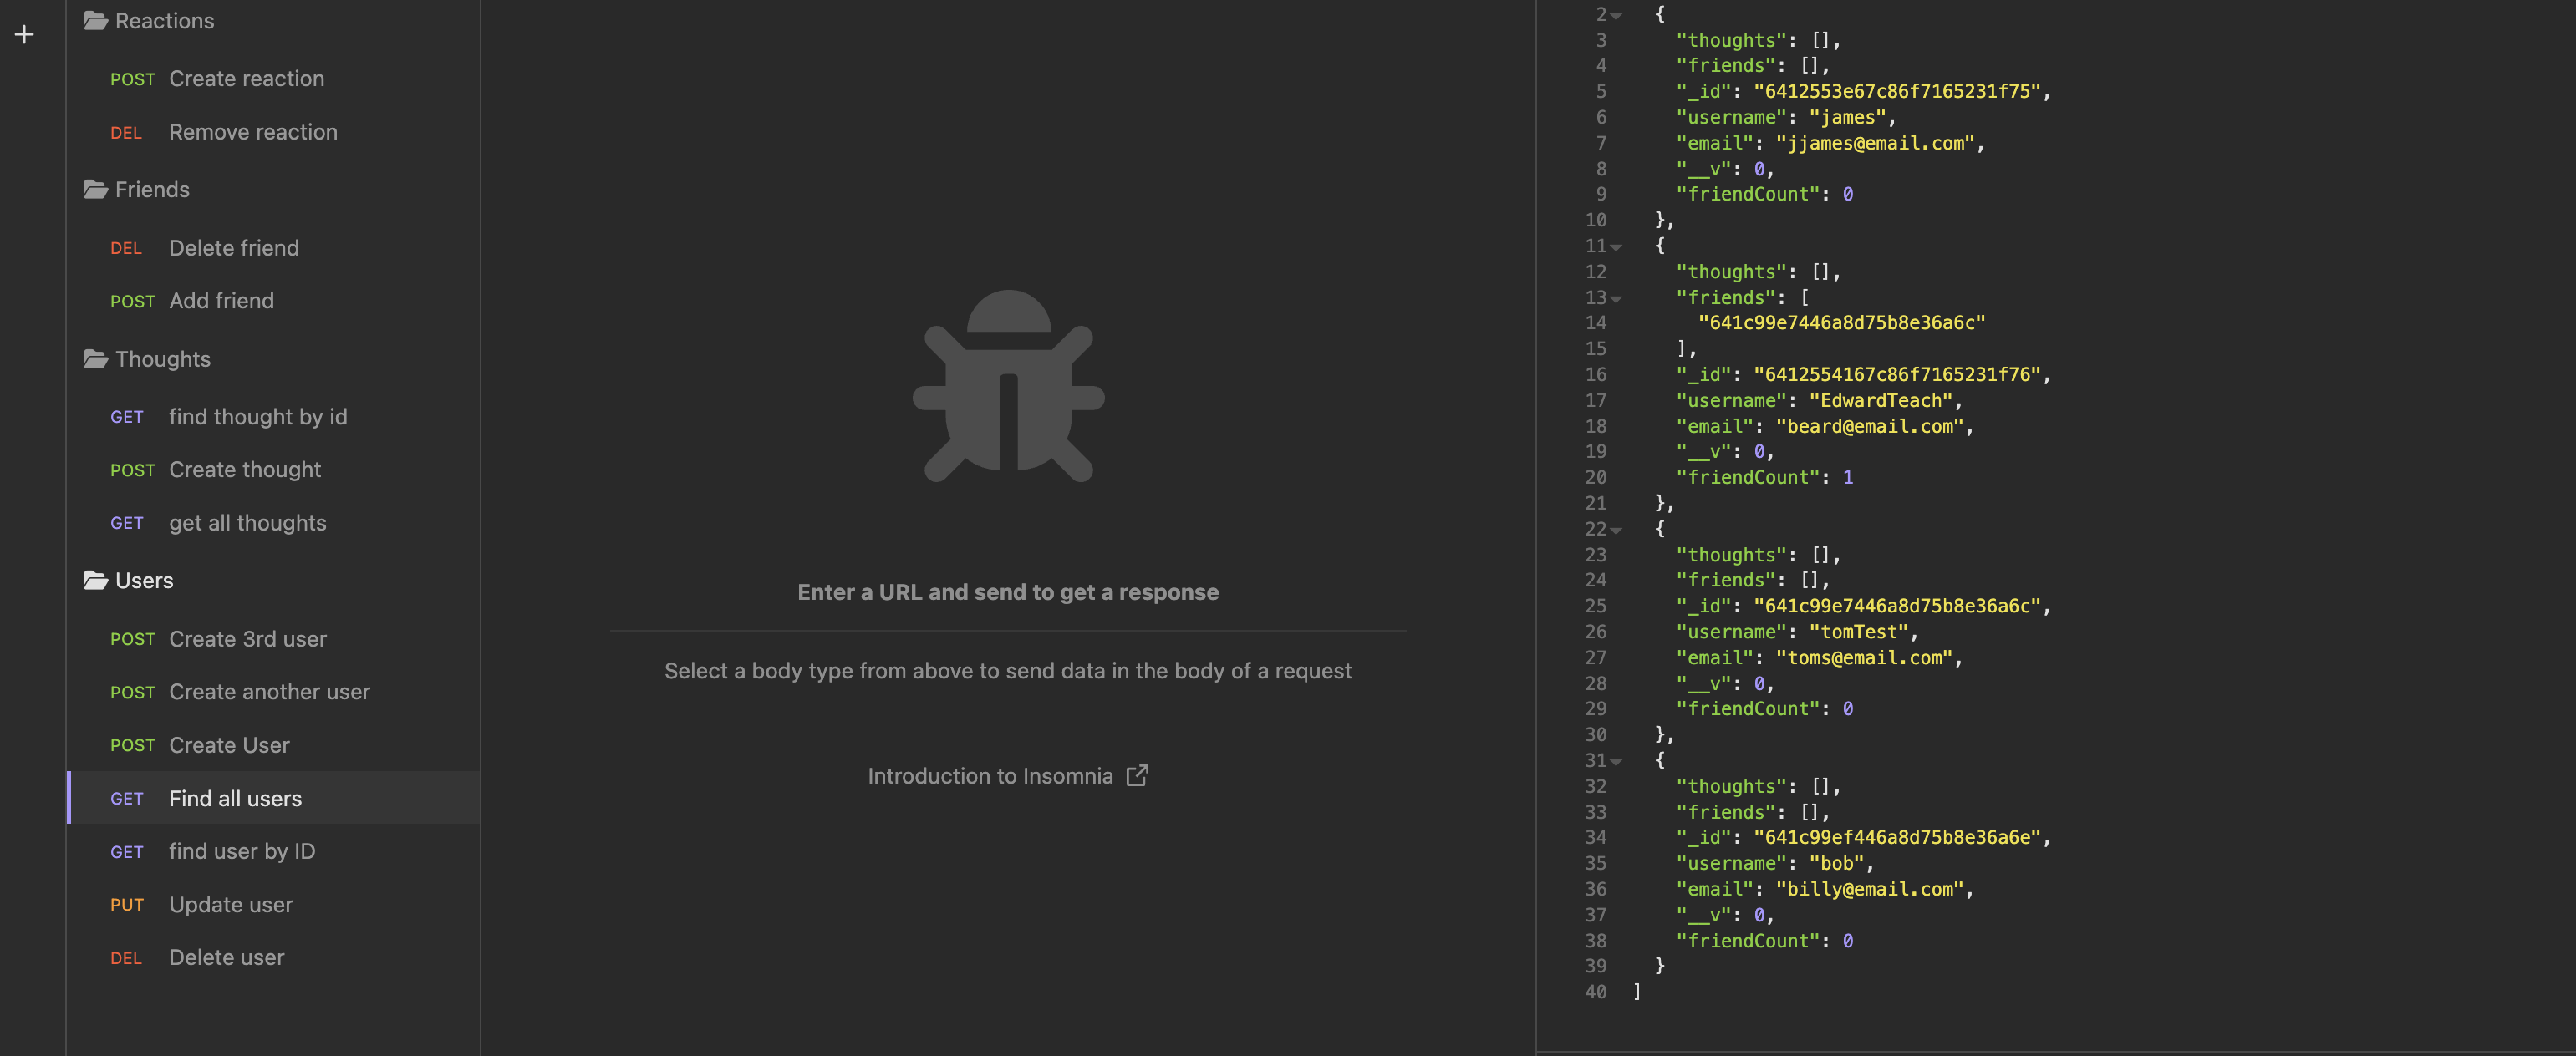 +
Reactions
POST Create reaction
DEL Remove reaction
Friends
DEL Delete friend
POST Add friend
Thoughts
GET find thought by id
POST Create thought
GET get all thoughts
Users
POST Create 3rd user
POST Create another user
POST Create User
GET Find all users
GET find user by ID
PUT Update user
DEL Delete user
Enter a URL and send to get a response
Select a body type from above to send data in the body of a request
Introduction to Insomnia
2 {
3 "thoughts": [],
4 "friends": [],
5 "_id": "6412553e67c86f7165231f75",
6 "username": "james",
7 "email": "jjames@email.com",
8 "__v": 0,
9 "friendCount": 0
10 },
11 {
12 "thoughts": [],
13 "friends": [
14 "641c99e7446a8d75b8e36a6c"
15 ],
16 "_id": "6412554167c86f7165231f76",
17 "username": "EdwardTeach",
18 "email": "beard@email.com",
19 "__v": 0,
20 "friendCount": 1
21 },
22 {
23 "thoughts": [],
24 "friends": [],
25 "_id": "641c99e7446a8d75b8e36a6c",
26 "username": "tomTest",
27 "email": "toms@email.com",
28 "__v": 0,
29 "friendCount": 0
30 },
31 {
32 "thoughts": [],
33 "friends": [],
34 "_id": "641c99ef446a8d75b8e36a6e",
35 "username": "bob",
36 "email": "billy@email.com",
37 "__v": 0,
38 "friendCount": 0
39 }
40 ]